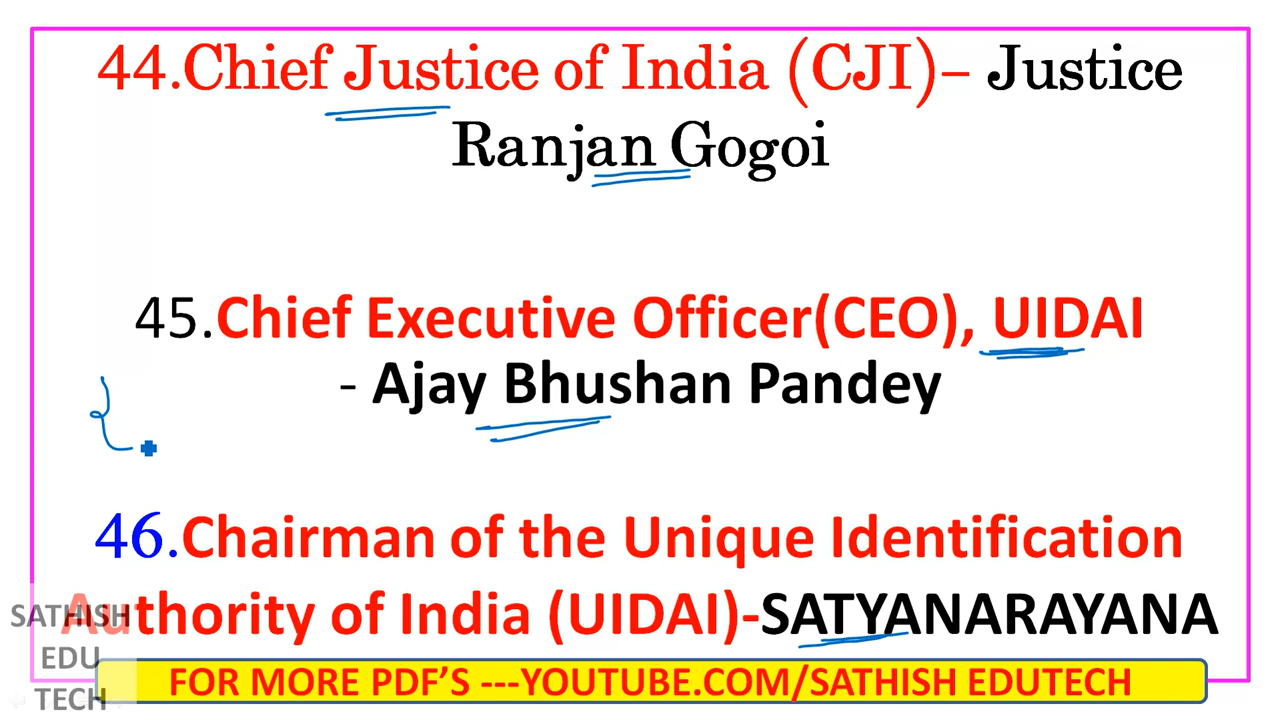 44.Chief Justice of India (CJI)– Justice
Ranjan Gogoi
45.Chief Executive Officer(CEO), UIDAI
- Ajay Bhushan Pandey
46.Chairman of the Unique Identification
Authority of India (UIDAI)-SATYANARAYANA
SATHISH
EDU
TECH
FOR MORE PDF’S ---YOUTUBE.COM/SATHISH EDUTECH